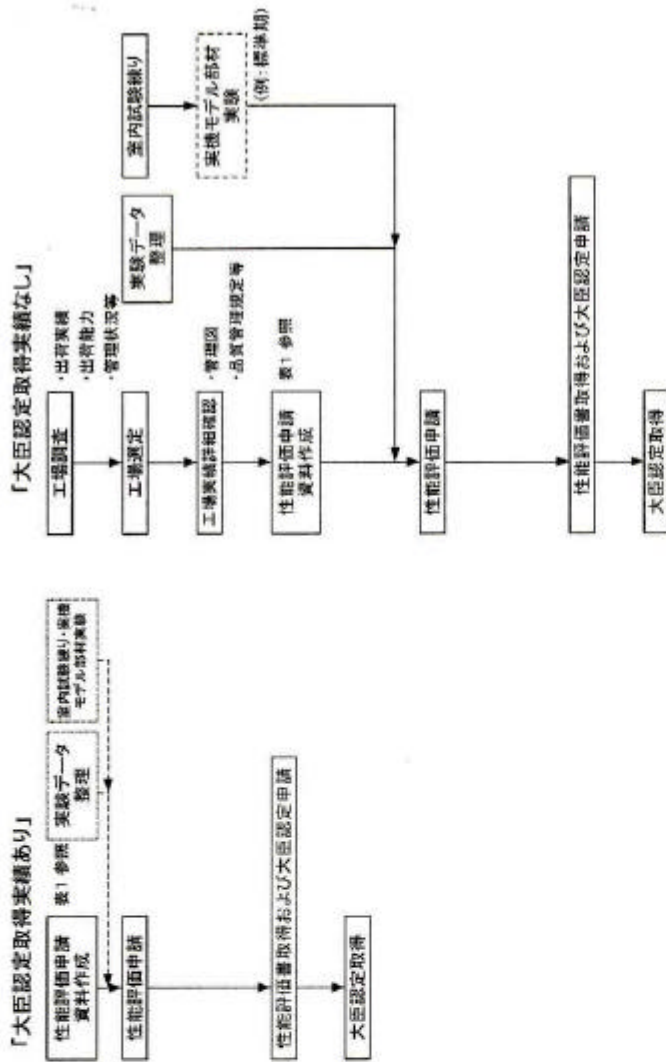 「大臣認定取得実績あり」
性能評価申請
資料作成
表1 参照
実験データ
整理
室内試験練り・実機
モデル部材実験
性能評価申請
性能評価書取得および大臣認定申請
大臣認定取得
「大臣認定取得実績なし」
工場調査
・出荷実績
・出荷能力
・管理状況等
工場選定
工場実績詳細確認
・管理図
・品質管理規定等
性能評価申請
資料作成
表1 参照
実験データ
整理
室内試験練り
実機モデル部材
実験
(例:標準期)
性能評価申請
性能評価書取得および大臣認定申請
大臣認定取得